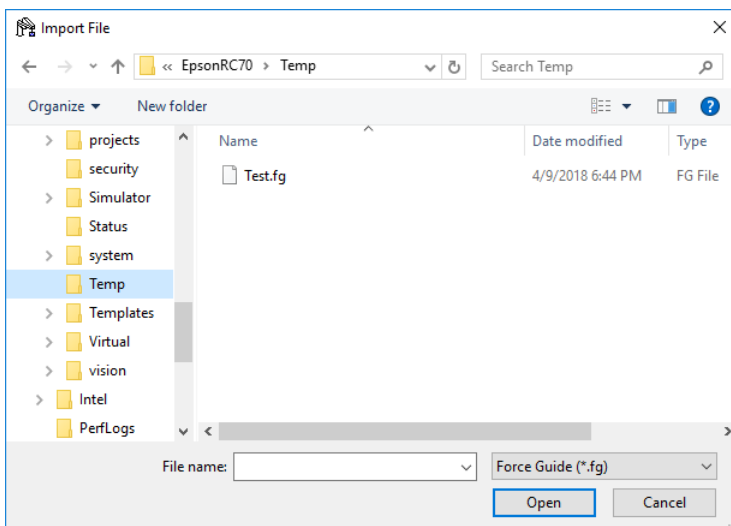 Import File
« EpsonRC70 > Temp
Search Temp
Organize
New folder
Name
Date modified
Type
projects
security
Simulator
Status
system
Temp
Templates
Virtual
vision
Intel
PerfLogs
Test.fg
4/9/2018 6:44 PM
FG File
File name:
Force Guide (*.fg)
Open
Cancel